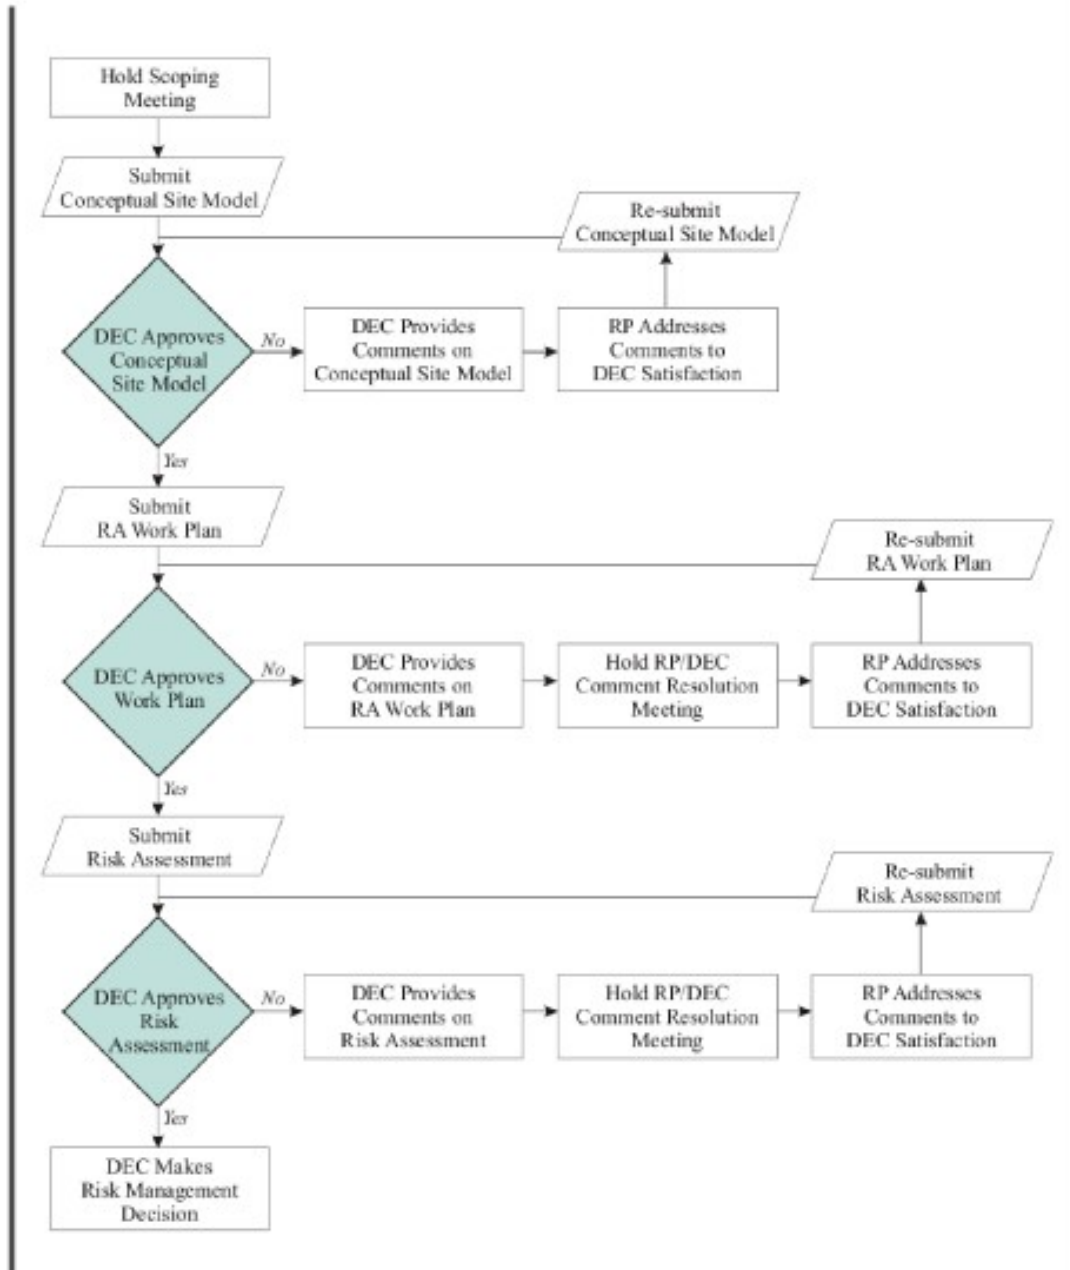 Hold Scoping
Meeting
Submit
Conceptual Site Model
Re-submit
Conceptual Site Model
DEC Approves
Conceptual
Site Model
No
DEC Provides
Comments on
Conceptual Site Model
RP Addresses
Comments to
DEC Satisfaction
Yes
Submit
RA Work Plan
Re-submit
RA Work Plan
DEC Approves
Work Plan
No
DEC Provides
Comments on
RA Work Plan
Hold RP/DEC
Comment Resolution
Meeting
RP Addresses
Comments to
DEC Satisfaction
Yes
Submit
Risk Assessment
Re-submit
Risk Assessment
DEC Approves
Risk
Assessment
No
DEC Provides
Comments on
Risk Assessment
Hold RP/DEC
Comment Resolution
Meeting
RP Addresses
Comments to
DEC Satisfaction
Yes
DEC Makes
Risk Management
Decision